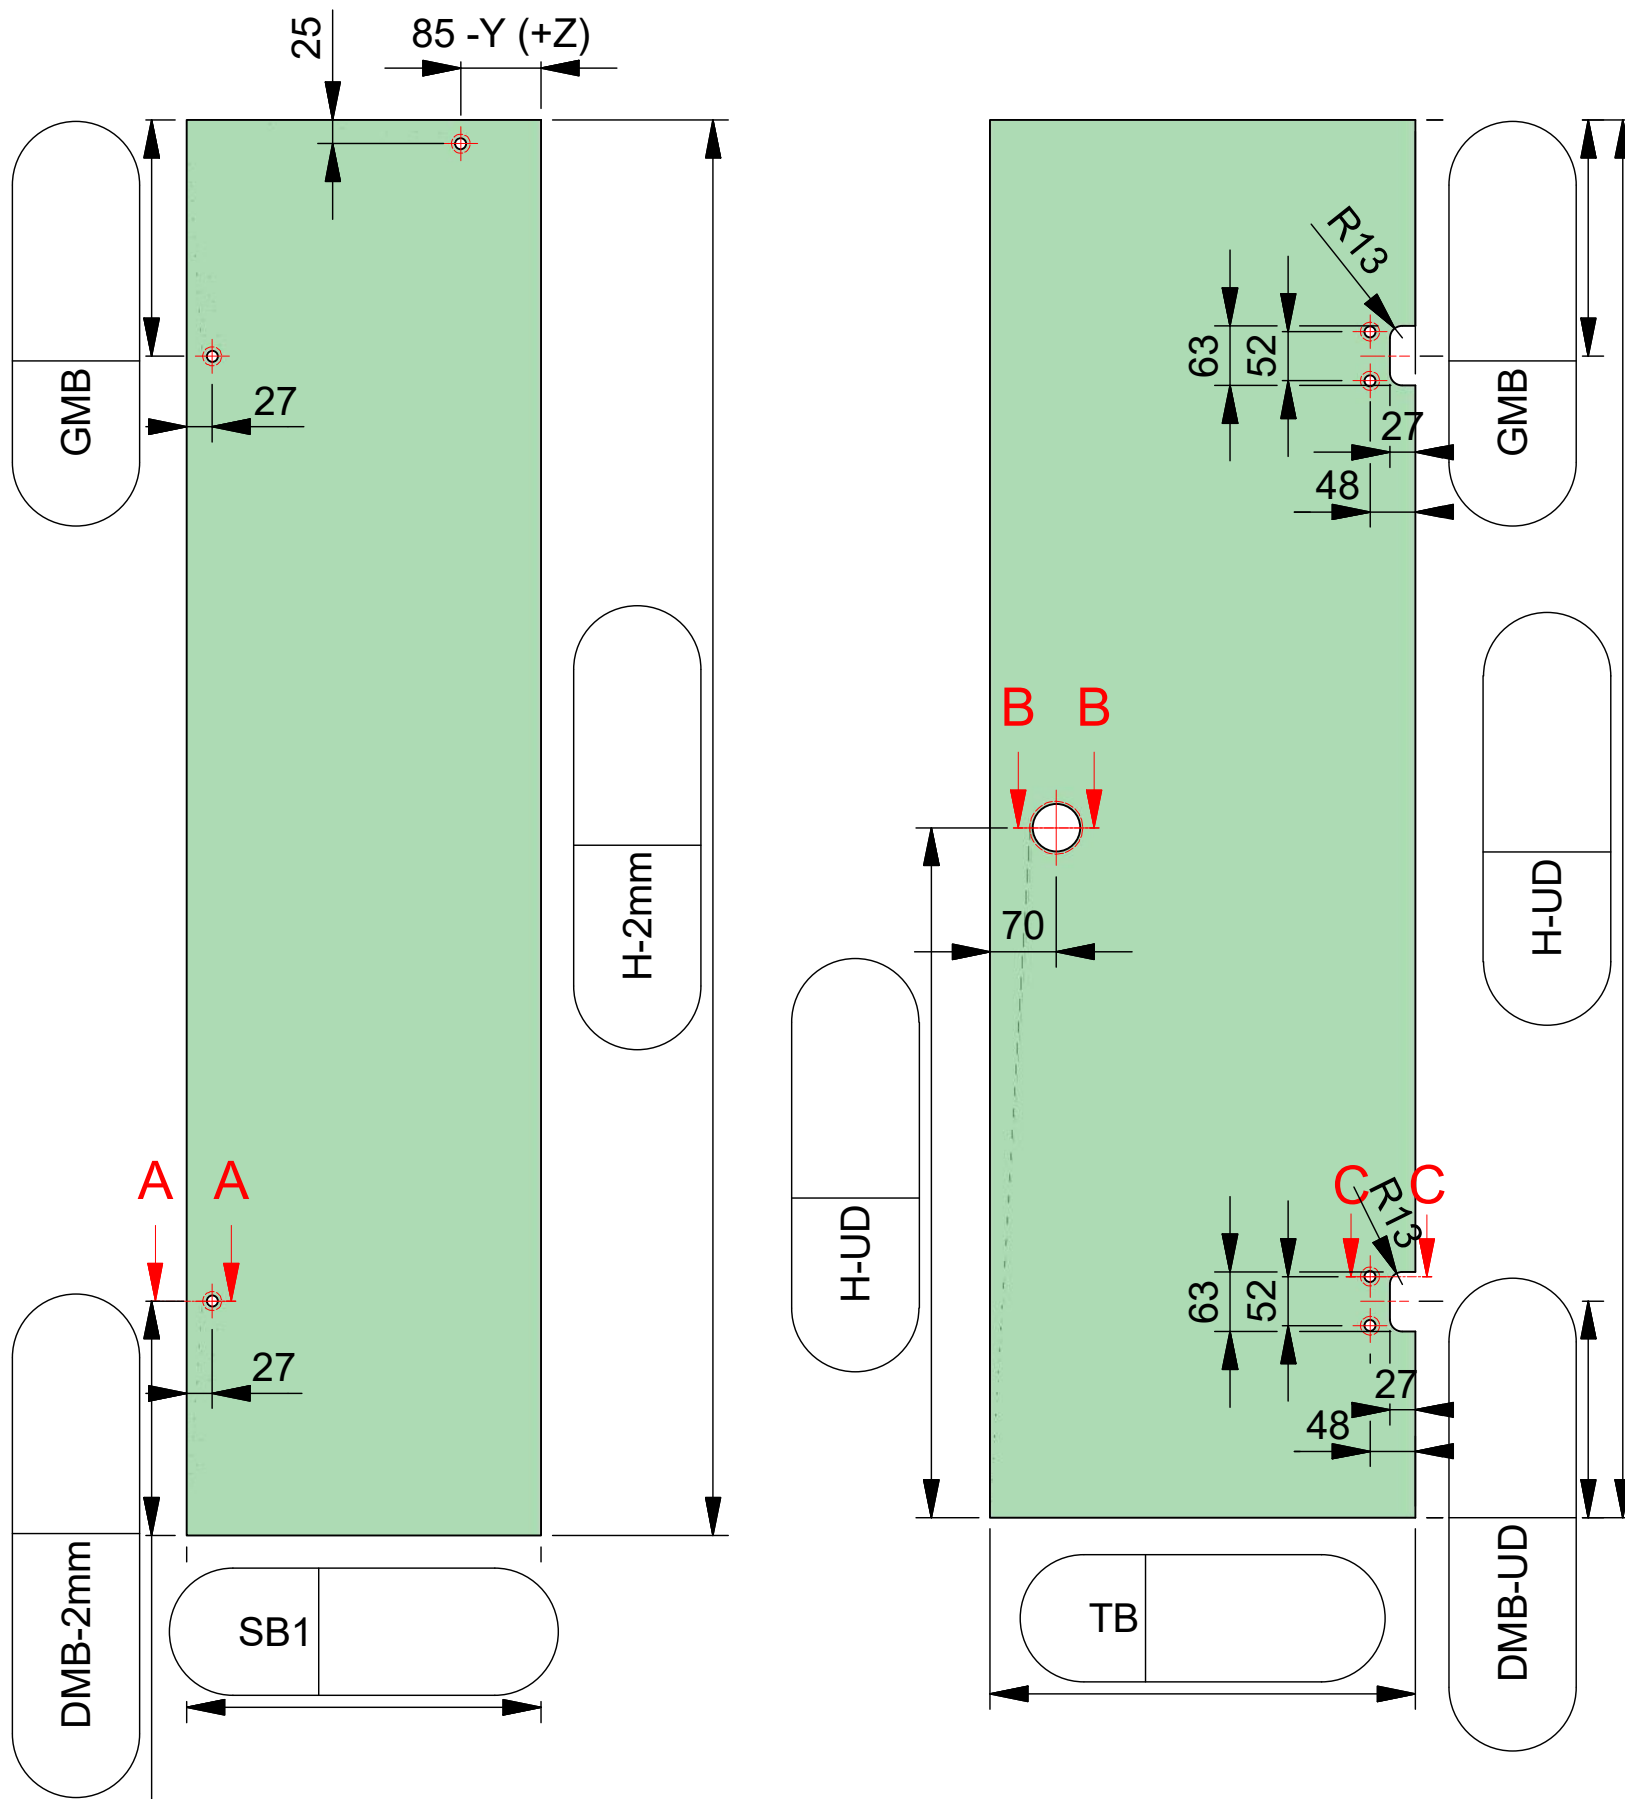 25
85 -Y (+Z)
GMB
27
H-2mm
A
A
27
DMB-2mm
SB1
R13
63
52
27
48
GMB
B
B
70
H-UD
H-UD
C
C
R13
63
52
27
48
TB
DMB-UD